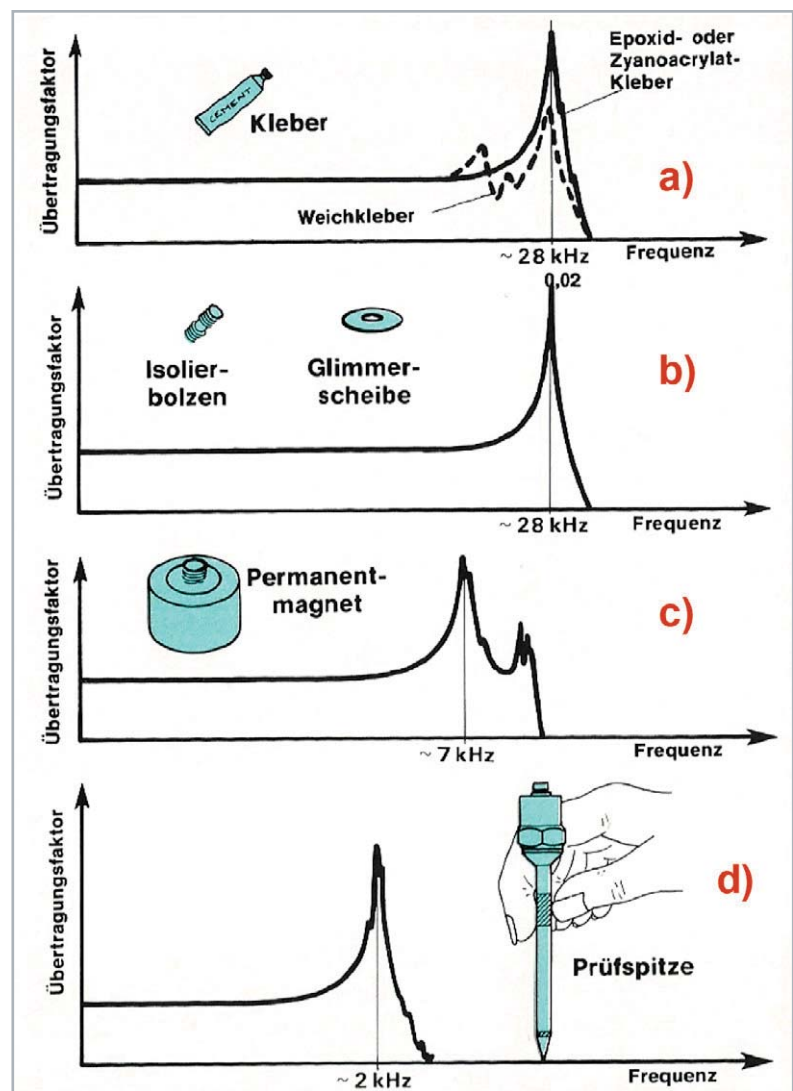 Übertragungsfaktor
CEMENT
Kleber
Epoxid- oder
Zyanoacrylat-
Kleber
Weichkleber
a)
~ 28 kHz
Frequenz
0,02
Übertragungsfaktor
Isolier-
bolzen
Glimmer-
scheibe
b)
~ 28 kHz
Frequenz
Übertragungsfaktor
Permanent-
magnet
c)
~ 7 kHz
Frequenz
Übertragungsfaktor
d)
Prüfspitze
~ 2 kHz
Frequenz